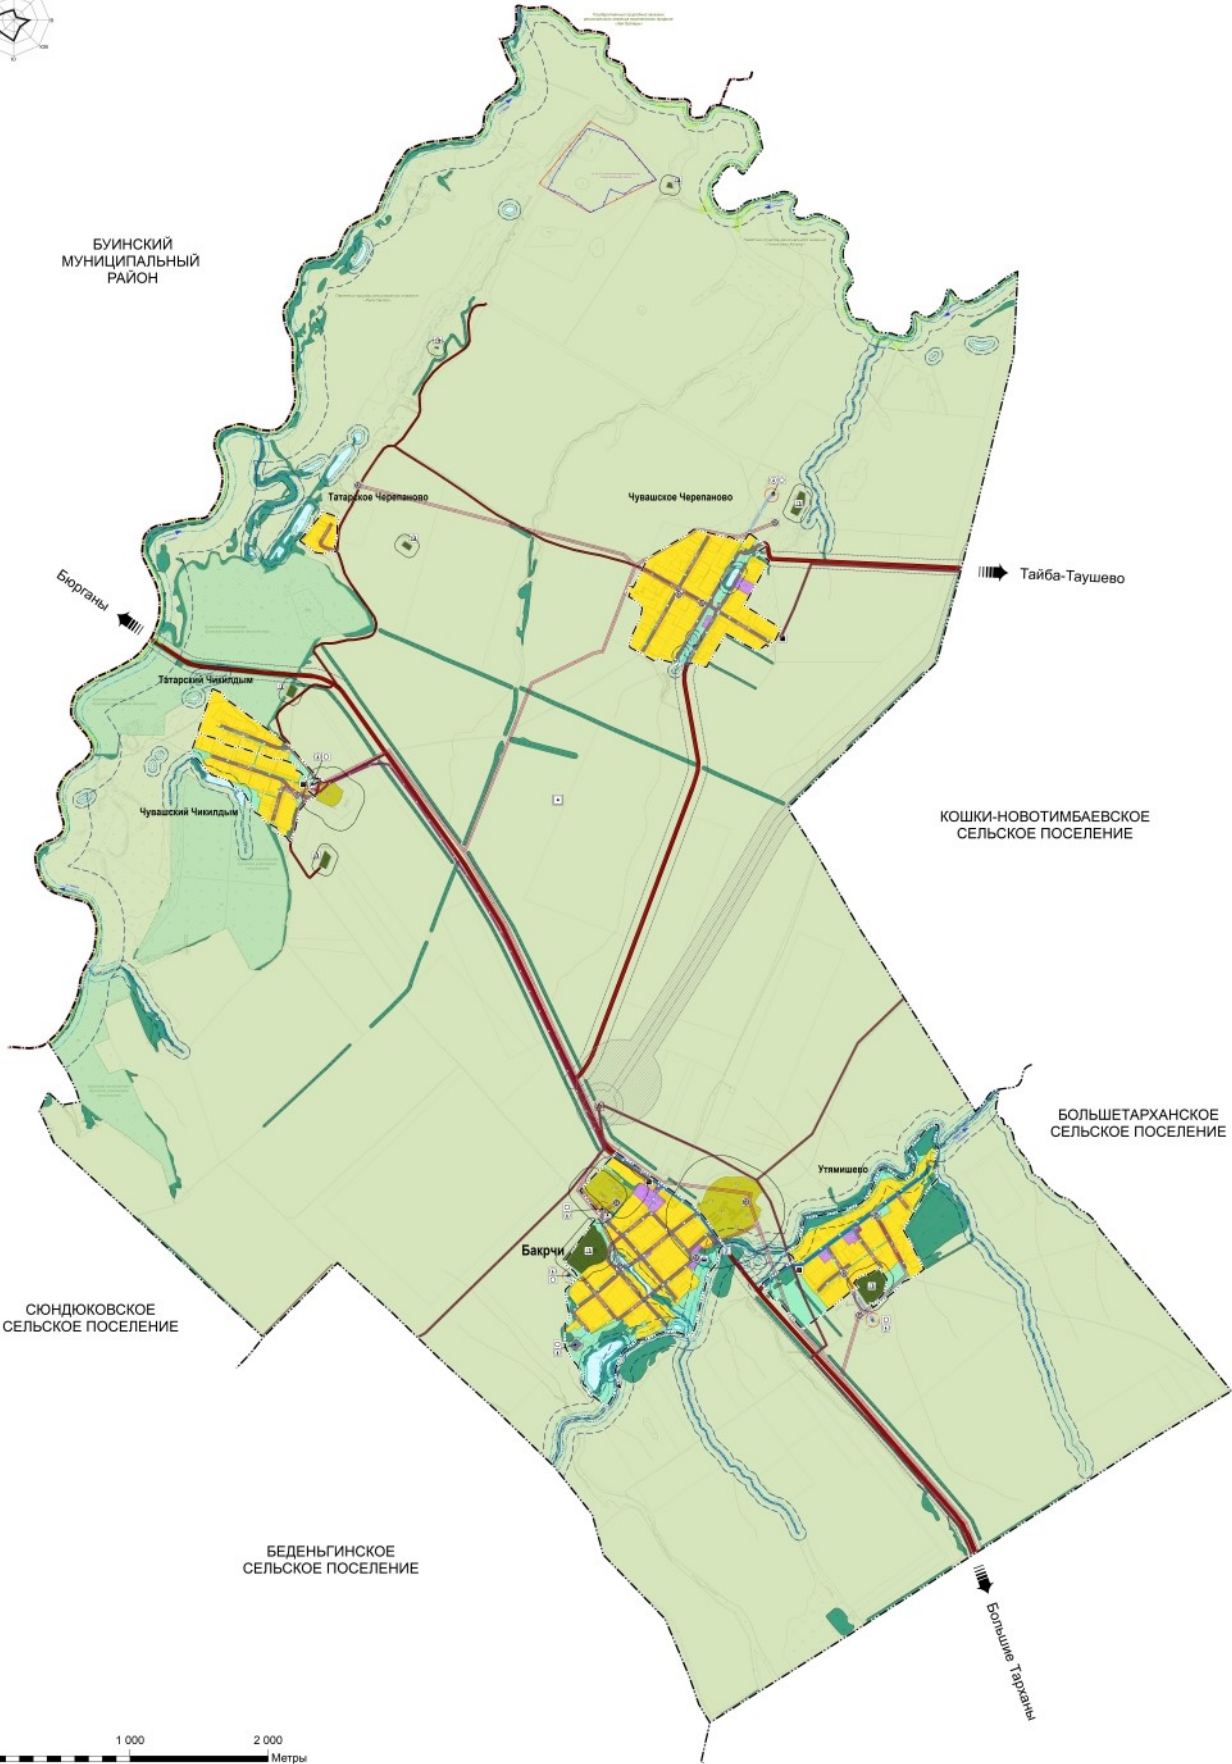 БУИНСКИЙ
МУНИЦИПАЛЬНЫЙ
РАЙОН
Татарское Черепаново
Чувашское Черепаново
Тайба-Таушево
Бюрганы
Татарский Чикилдым
Чувашский Чикилдым
КОШКИ-НОВОТИМБАЕВСКОЕ
СЕЛЬСКОЕ ПОСЕЛЕНИЕ
БОЛЬШЕТАРХАНСКОЕ
СЕЛЬСКОЕ ПОСЕЛЕНИЕ
Утямишево
Бакрчи
СЮНДЮКОВСКОЕ
СЕЛЬСКОЕ ПОСЕЛЕНИЕ
БЕДЕНЬГИНСКОЕ
СЕЛЬСКОЕ ПОСЕЛЕНИЕ
Большие Тарханы
1 000 2 000
Метры